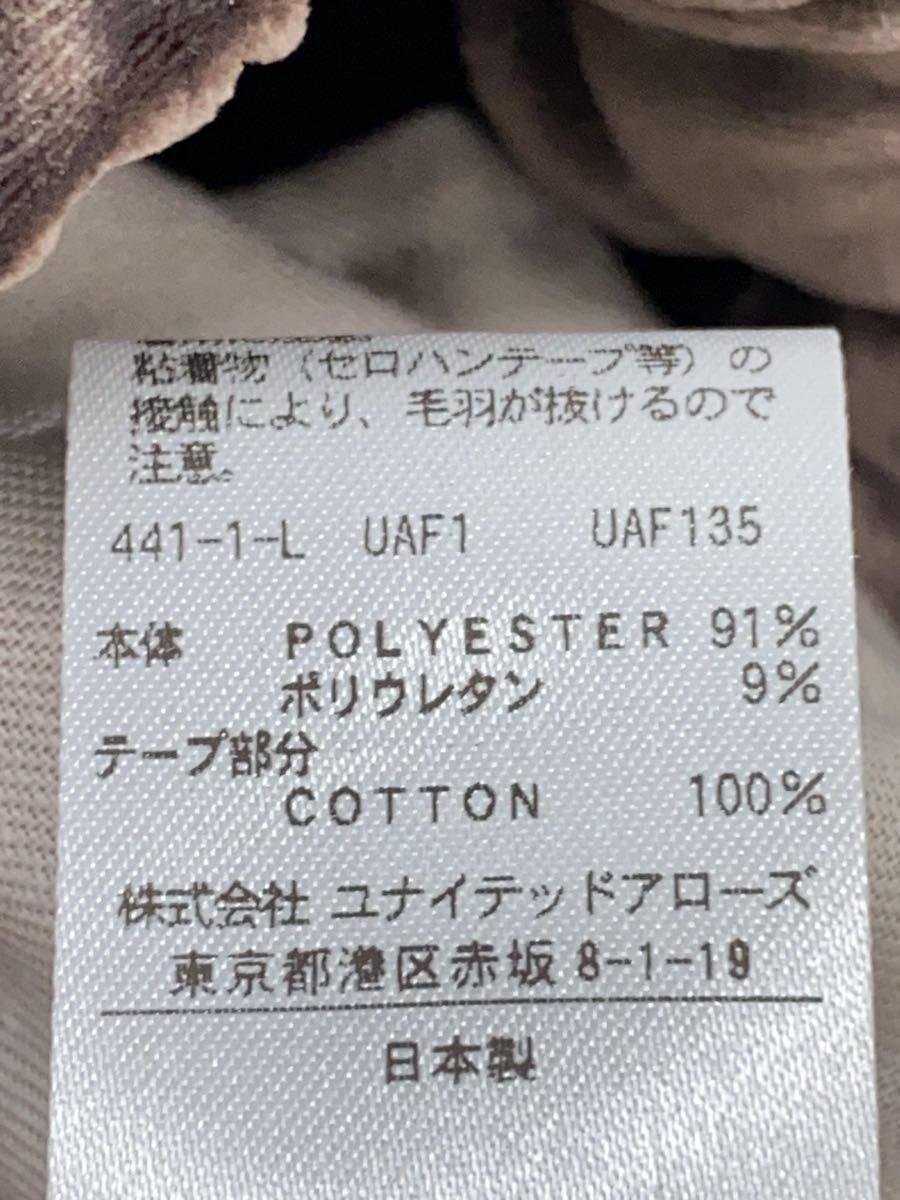 粘着物（セロハンテープ等）の
接触により、毛羽が抜けるので
注意。
441-1-L UAF1 UAF135
本体 POLYESTER 91%
ポリウレタン 9%
テープ部分
COTTON 100%
株式会社 ユナイテッドアローズ
東京都港区赤坂 8-1-19
日本製